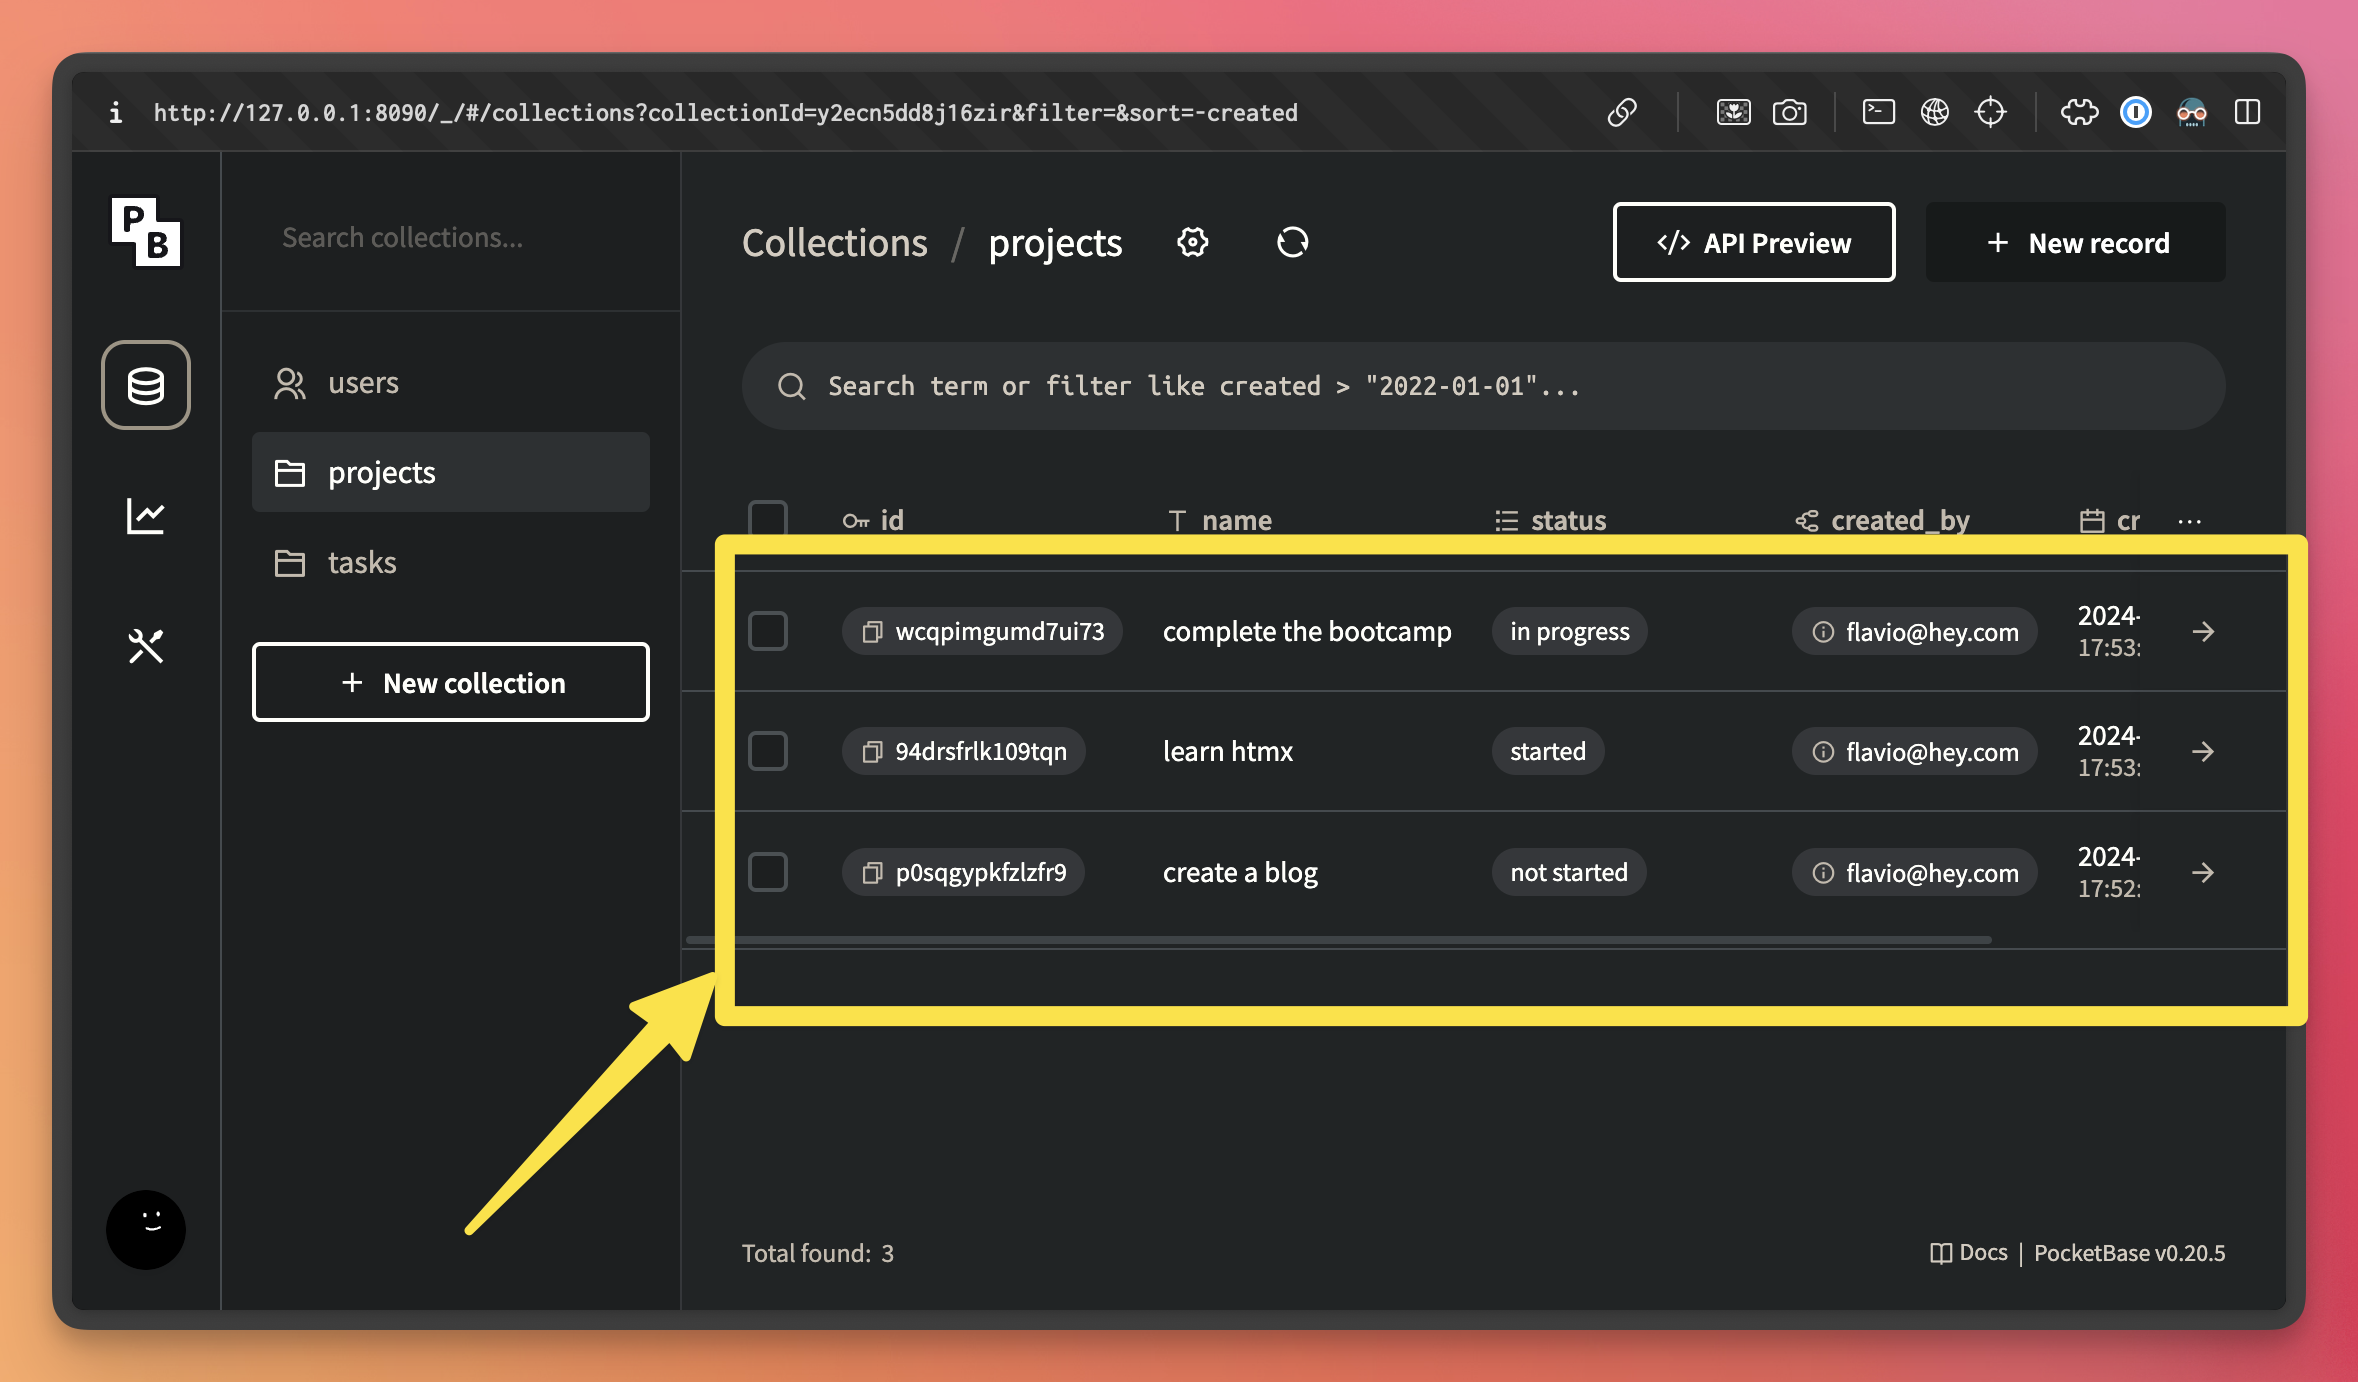 http://127.0.0.1:8090/_/#/collections?collectionId=y2ecn5dd8j16zir&filter=&sort=-created
PB
Search collections...
users
projects
tasks
+ New collection
Collections / projects
</> API Preview
+ New record
Search term or filter like created > "2022-01-01"...
id name status created_by cr ...
wcqpimgumd7ui73 complete the bootcamp in progress flavio@hey.com 2024-
17:53:
94drsfrlk109tqn learn htmx started flavio@hey.com 2024-
17:53:
p0sqgypkfzlzfr9 create a blog not started flavio@hey.com 2024-
17:52:
Total found: 3
Docs | PocketBase v0.20.5